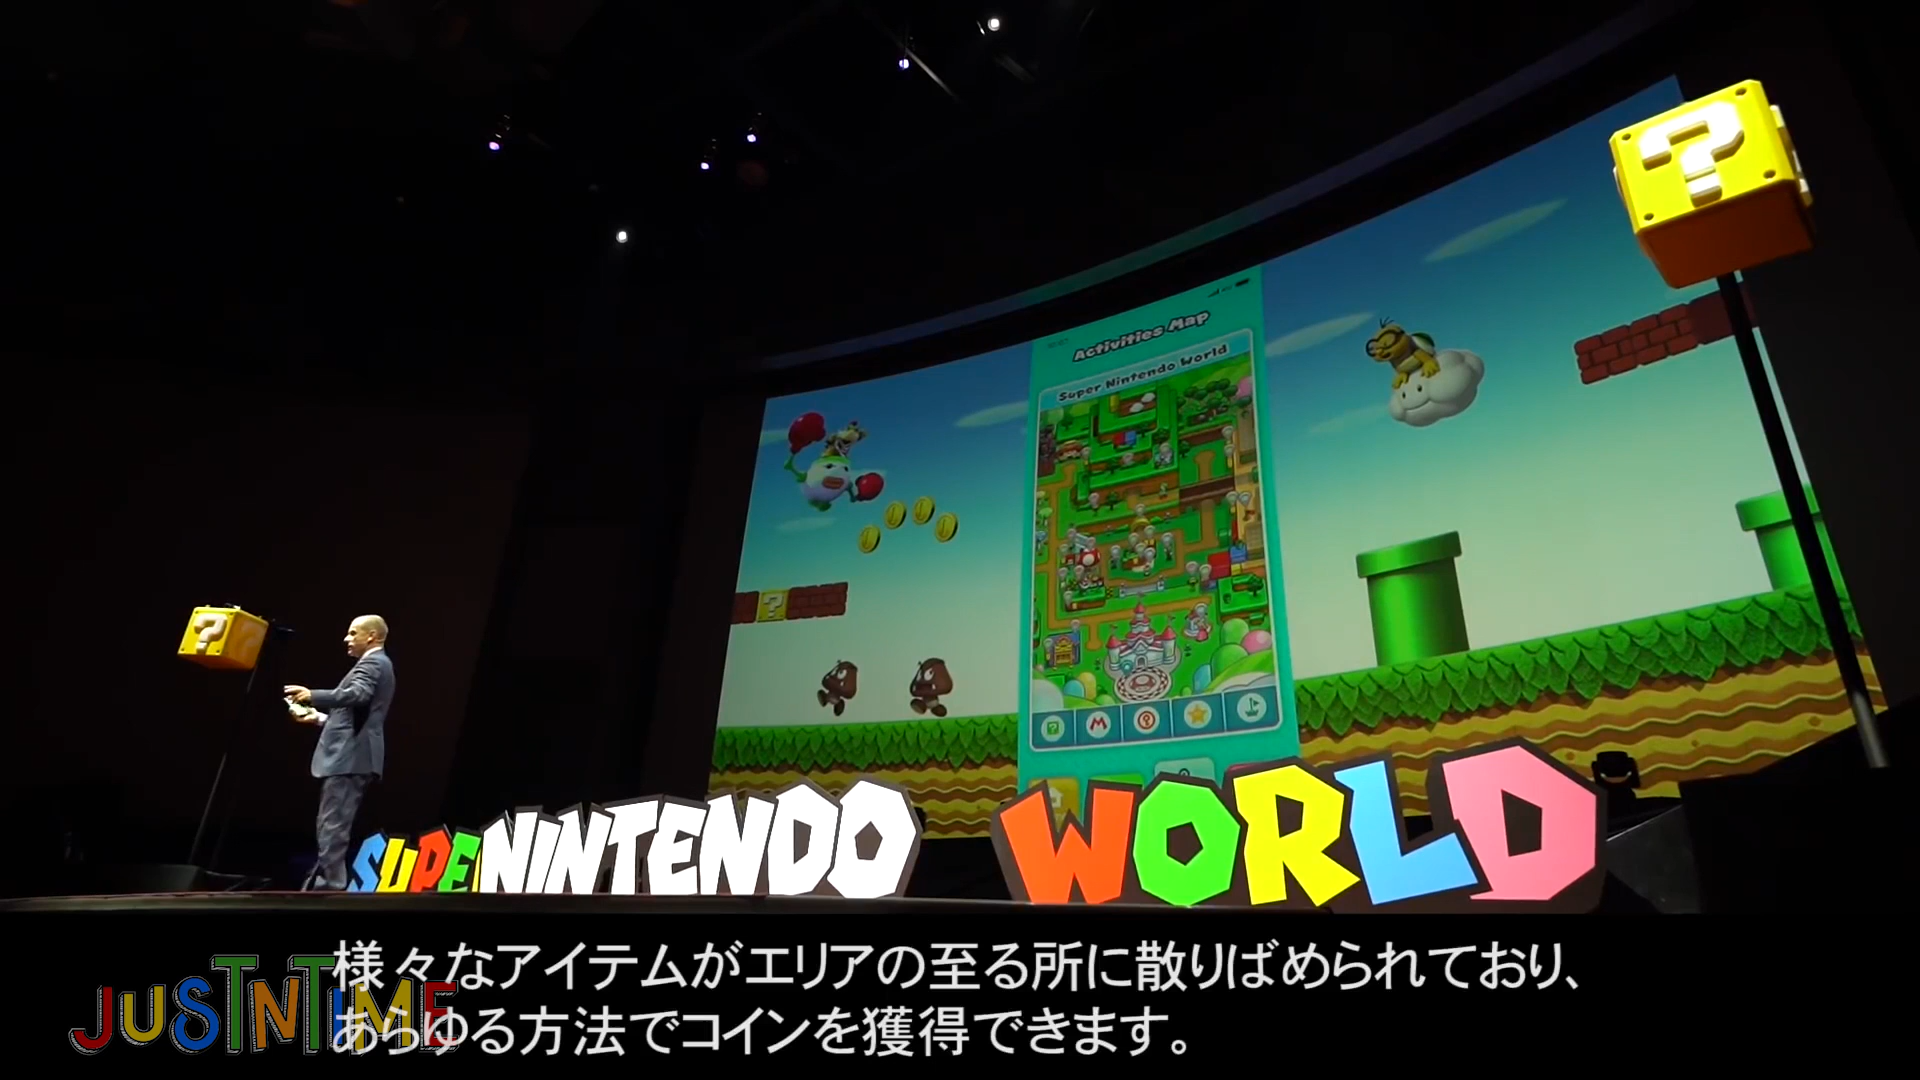 Activities Map
Super Nintendo World
SUPER NINTENDO WORLD
JUSTNTIME
様々なアイテムがエリアの至る所に散りばめられており、
あらゆる方法でコインを獲得できます。